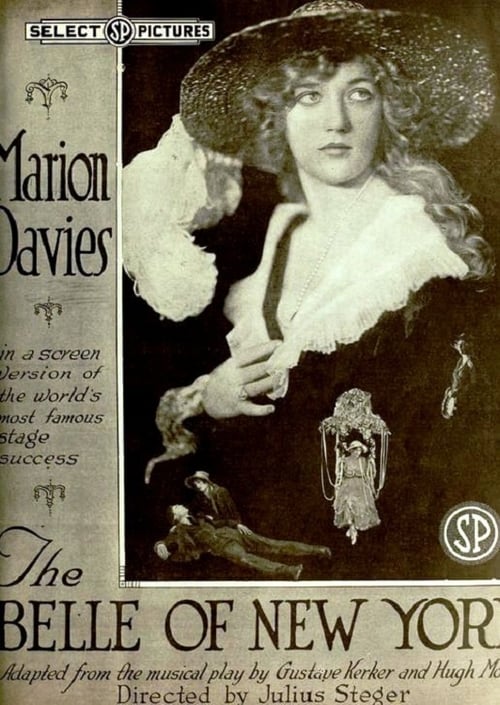 SELECT SP PICTURES
Marion
Davies
in a screen
Version of
the world's
most famous
stage
success
The
BELLE OF NEW YOR
Adapted from the musical play by Gustave Kerker and Hugh Mo
Directed by Julius Steger
SP